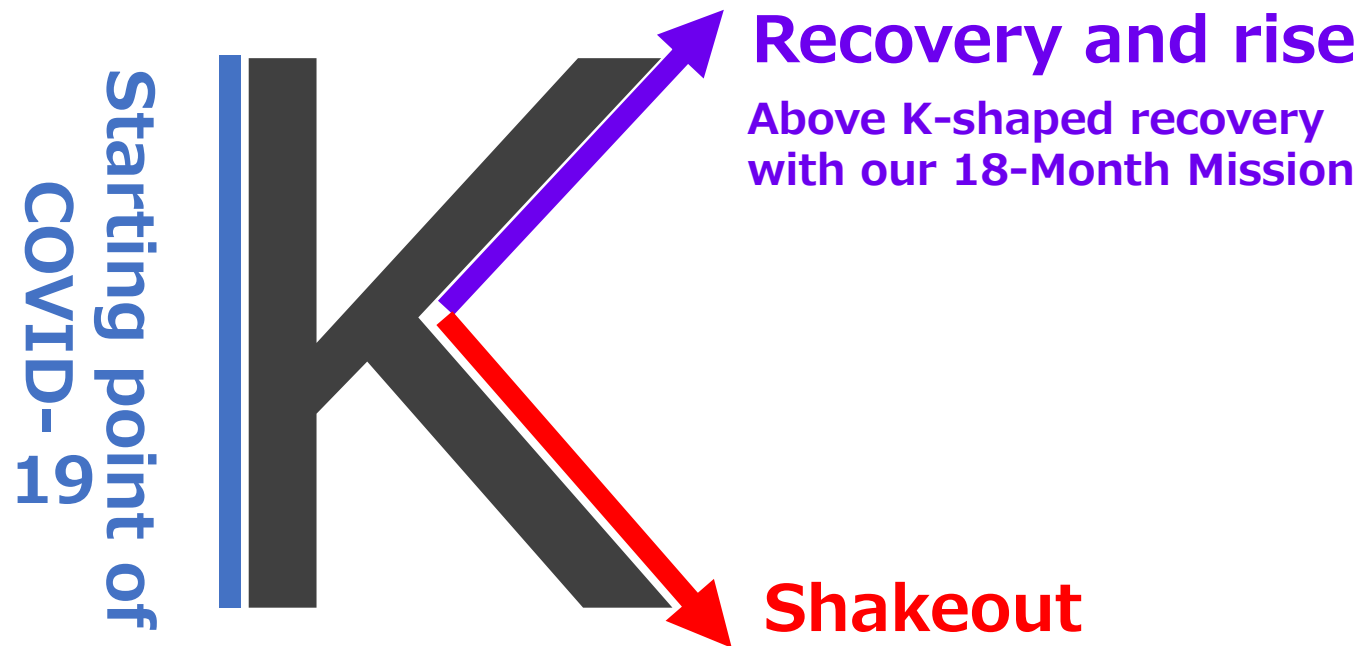 Starting point of
COVID-19
K
Recovery and rise
Above K-shaped recovery
with our 18-Month Mission
Shakeout